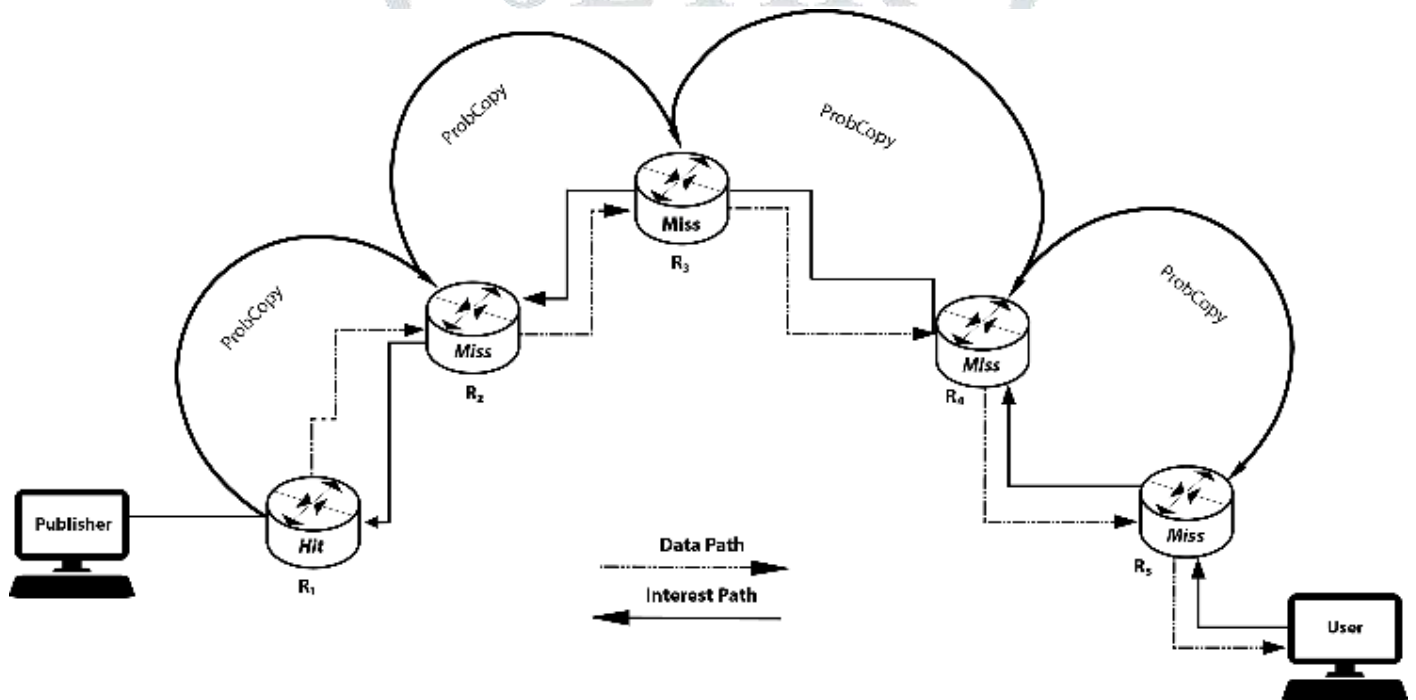 ProbCopy
ProbCopy
ProbCopy
ProbCopy
Miss
R₃
Miss
R₂
Miss
R₄
Publisher
Hit
R₁
Miss
R₅
Data Path
Interest Path
User